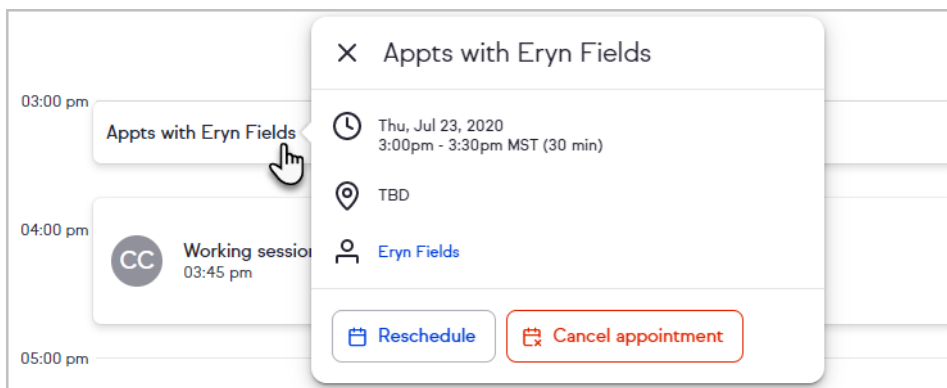 Appts with Eryn Fields
03:00 pm
Appts with Eryn Fields
Thu, Jul 23, 2020
3:00pm - 3:30pm MST (30 min)
TBD
04:00 pm
CC
Working session
03:45 pm
Eryn Fields
Reschedule
Cancel appointment
05:00 pm